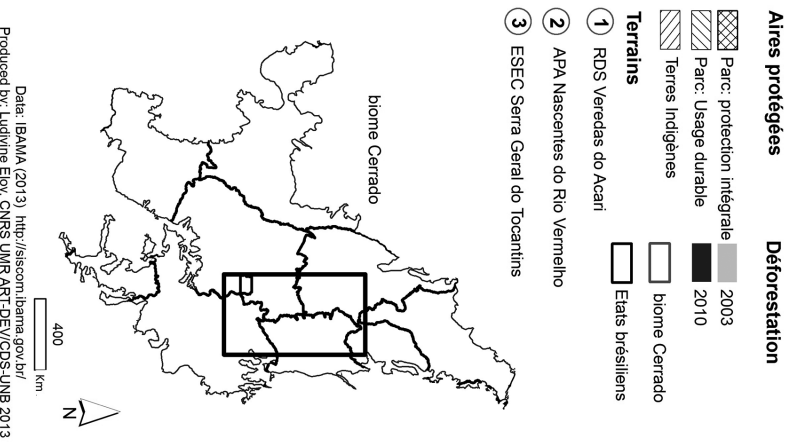 Aires protégées
Déforestation
Parc: protection intégrale
2003
Parc: Usage durable
2010
Terres Indigènes
biome Cerrado
Terrains
Etats brésiliens
1 RDS Veredas do Acari
2 APA Nascentes do Rio Vermelho
3 ESEC Serra Geral do Tocantins
biome Cerrado
400
Km .
N
Data: IBAMA (2013) http://siscom.ibama.gov.br/
Produced by: Ludivine Eloy, CNRS UMR ART-DEV/CDS-UNB 2013